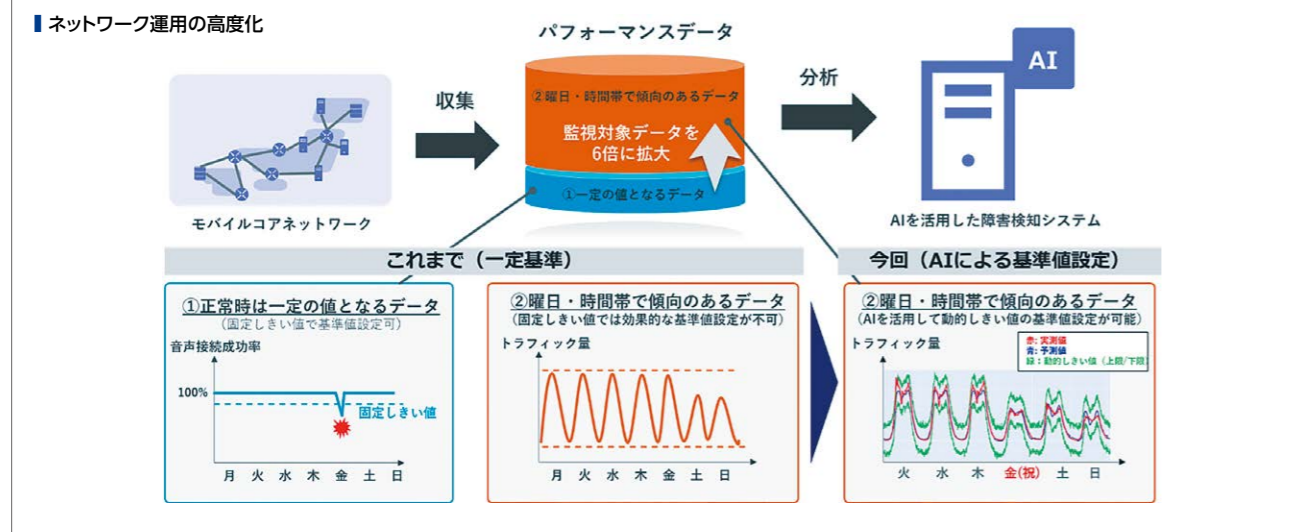 ネットワーク運用の高度化
パフォーマンスデータ
AI
収集
分析
②曜日・時間帯で傾向のあるデータ
監視対象データを
6倍に拡大
①一定の値となるデータ
モバイルコアネットワーク
AIを活用した障害検知システム
これまで（一定基準）
今回（AIによる基準値設定）
①正常時は一定の値となるデータ
（固定しきい値で基準値設定可）
音声接続成功率
100%
固定しきい値
月 火 水 木 金 土 日
②曜日・時間帯で傾向のあるデータ
（固定しきい値では効果的な基準値設定が不可）
トラフィック量
月 火 水 木 金 土 日
②曜日・時間帯で傾向のあるデータ
（AIを活用して動的しきい値の基準値設定が可能）
トラフィック量
赤: 実測値
青: 予測値
緑：動的しきい値（上限/下限）
火 水 木 金(祝) 土 日